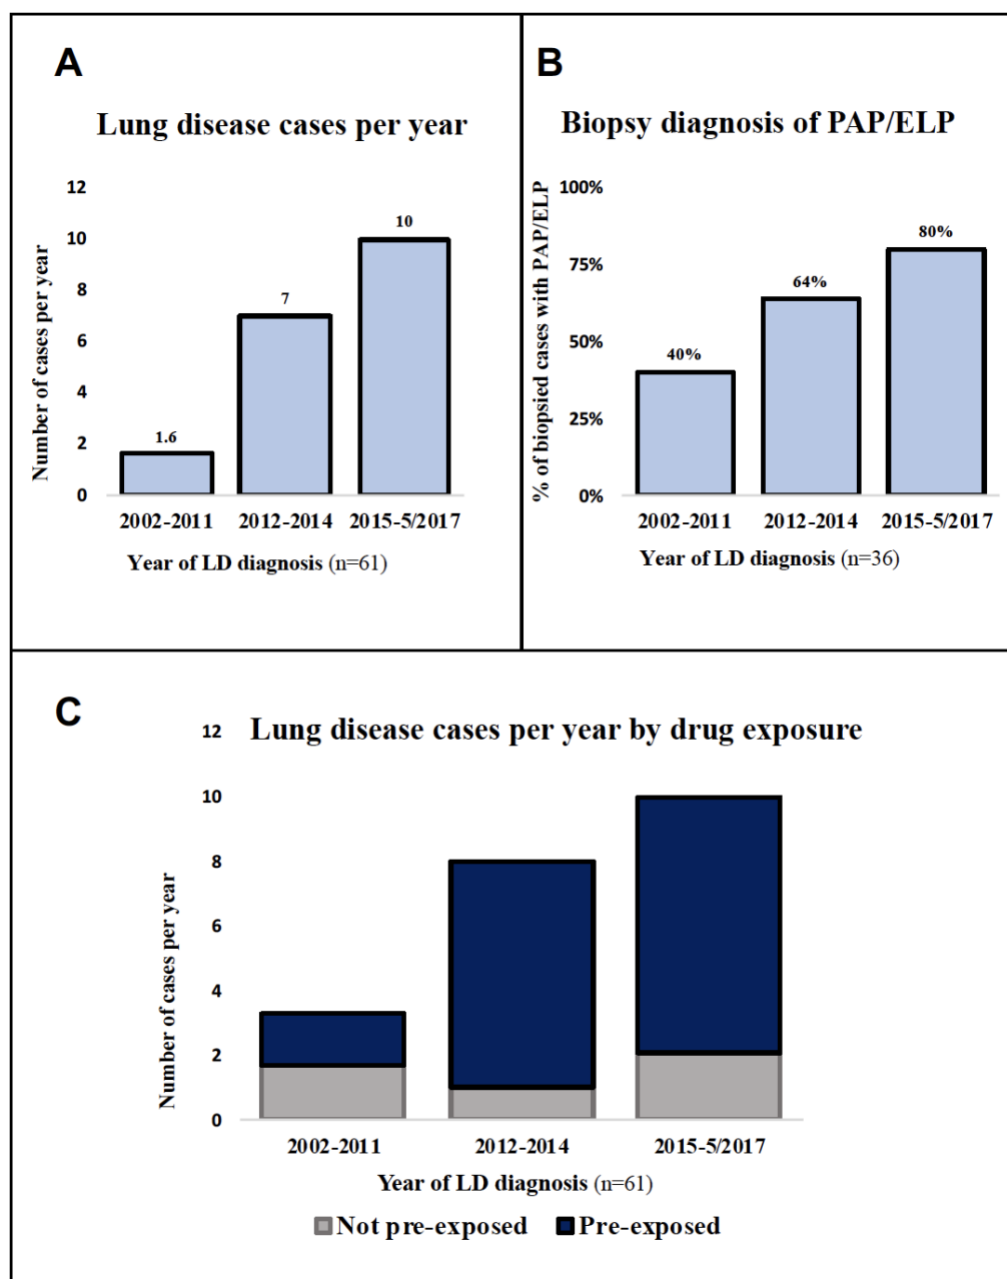 A
Lung disease cases per year
Number of cases per year
12
10
8
6
4
2
0
1.6
7
10
2002-2011
2012-2014
2015-5/2017
Year of LD diagnosis (n=61)
B
Biopsy diagnosis of PAP/ELP
% of biopsied cases with PAP/ELP
100%
75%
50%
25%
0%
40%
64%
80%
2002-2011
2012-2014
2015-5/2017
Year of LD diagnosis (n=36)
C
Lung disease cases per year by drug exposure
Number of cases per year
12
10
8
6
4
2
0
2002-2011
2012-2014
2015-5/2017
Year of LD diagnosis (n=61)
Not pre-exposed
Pre-exposed